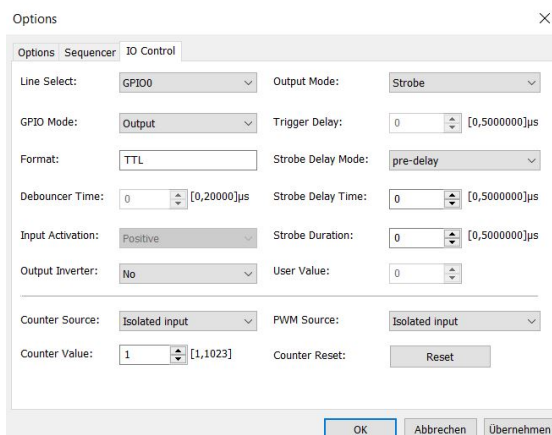 Options
Options Sequencer IO Control
Line Select: GPIO0 Output Mode: Strobe
GPIO Mode: Output Trigger Delay: 0 [0,5000000]µs
Format: TTL Strobe Delay Mode: pre-delay
Debouncer Time: 0 [0,20000]µs Strobe Delay Time: 0 [0,5000000]µs
Input Activation: Positive Strobe Duration: 0 [0,5000000]µs
Output Inverter: No User Value: 0
Counter Source: Isolated input PWM Source: Isolated input
Counter Value: 1 [1,1023] Counter Reset: Reset
OK Abbrechen Übernehmen